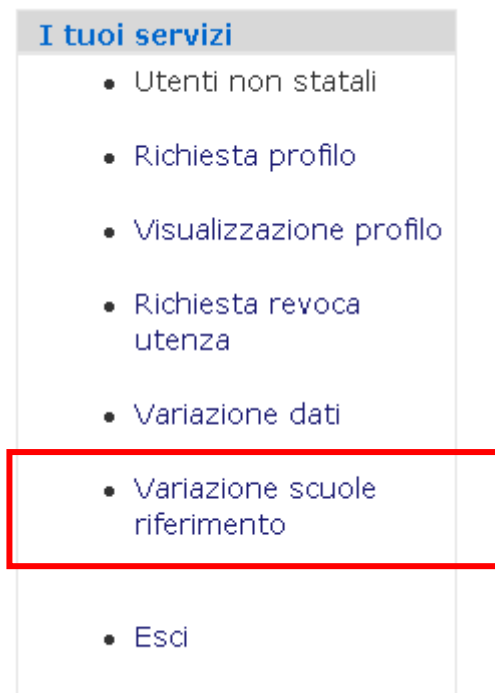 I tuoi servizi
Utenti non statali
Richiesta profilo
Visualizzazione profilo
Richiesta revoca
utenza
Variazione dati
Variazione scuole
riferimento
Esci